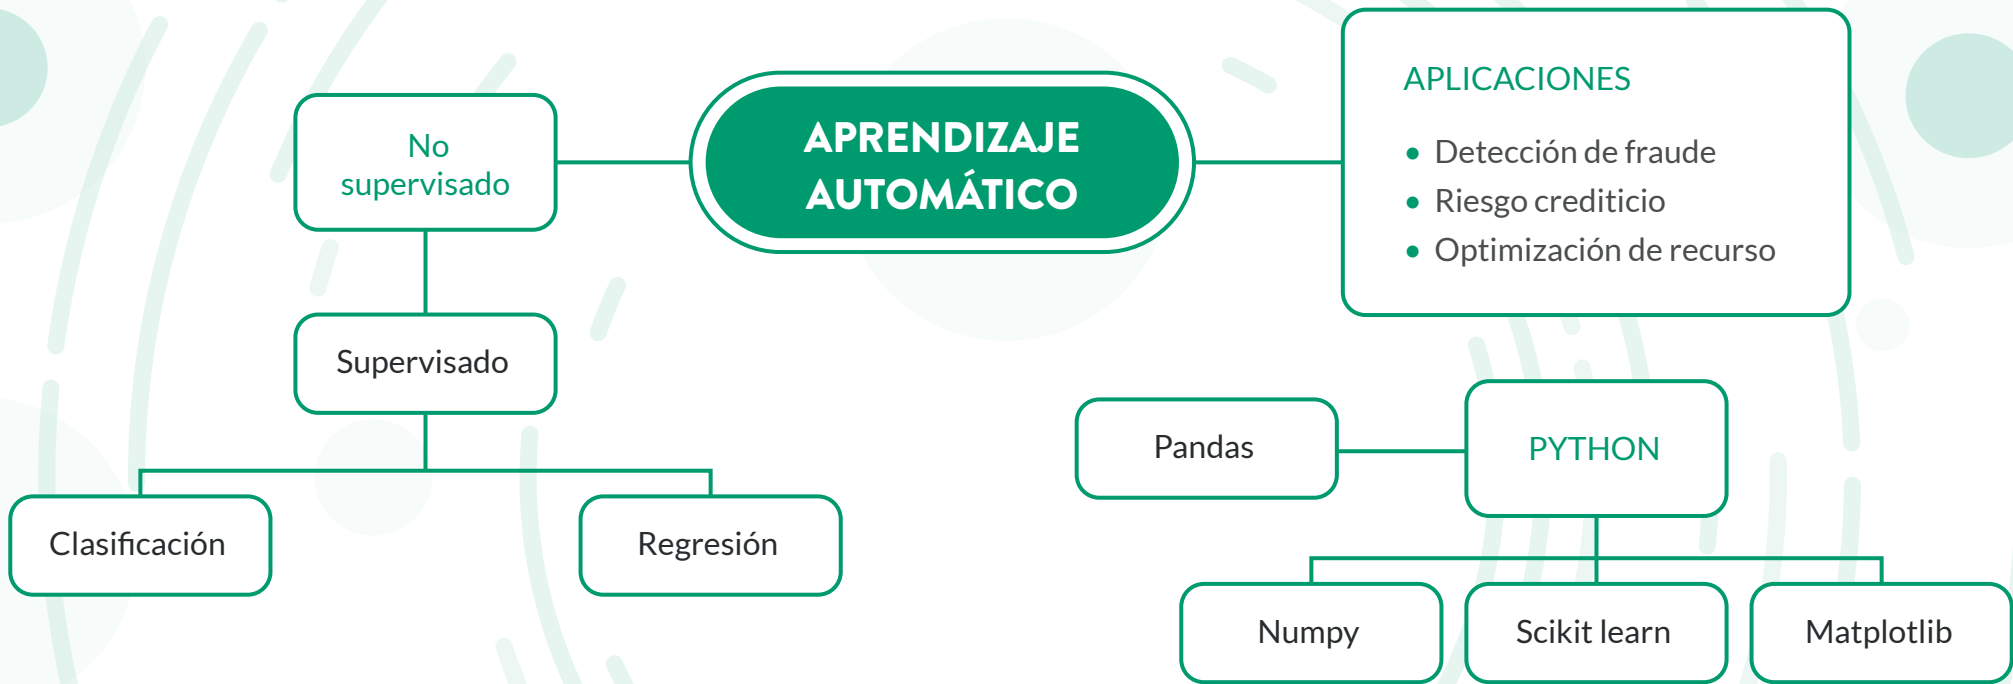 APRENDIZAJE
AUTOMÁTICO
No
supervisado
Supervisado
Clasificación
Regresión
APLICACIONES
• Detección de fraude
• Riesgo crediticio
• Optimización de recurso
PYTHON
Pandas
Numpy
Scikit learn
Matplotlib